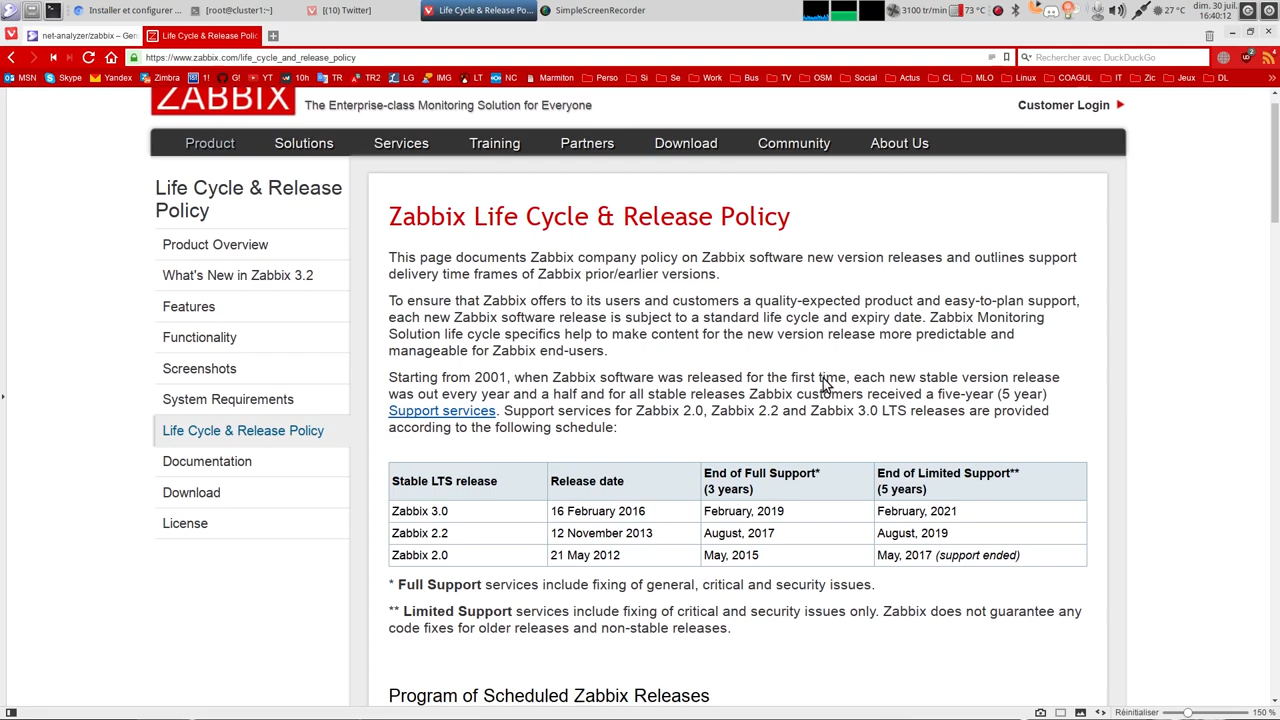 Installer et configurer ...
[root@cluster1:~]
[(10) Twitter]
Life Cycle & Release Po...
SimpleScreenRecorder
3100 tr/min
73 °C
27 °C
dim. 30 juil.
16:40:12
net-analyzer/zabbix – Gen
Life Cycle & Release Polic
https://www.zabbix.com/life_cycle_and_release_policy
Rechercher avec DuckDuckGo
MSN
Skype
Yandex
Zimbra
1!
G!
YT
10h
TR
TR2
LG
IMG
LT
NC
Marmiton
Perso
Si
Se
Work
Bus
TV
OSM
Social
Actus
CL
MLO
Linux
COAGUL
IT
Zic
Jeux
DL
ZABBIX
The Enterprise-class Monitoring Solution for Everyone
Customer Login
Product
Solutions
Services
Training
Partners
Download
Community
About Us
Life Cycle & Release
Policy
Product Overview
What's New in Zabbix 3.2
Features
Functionality
Screenshots
System Requirements
Life Cycle & Release Policy
Documentation
Download
License
Zabbix Life Cycle & Release Policy
This page documents Zabbix company policy on Zabbix software new version releases and outlines support
delivery time frames of Zabbix prior/earlier versions.
To ensure that Zabbix offers to its users and customers a quality-expected product and easy-to-plan support,
each new Zabbix software release is subject to a standard life cycle and expiry date. Zabbix Monitoring
Solution life cycle specifics help to make content for the new version release more predictable and
manageable for Zabbix end-users.
Starting from 2001, when Zabbix software was released for the first time, each new stable version release
was out every year and a half and for all stable releases Zabbix customers received a five-year (5 year)
Support services. Support services for Zabbix 2.0, Zabbix 2.2 and Zabbix 3.0 LTS releases are provided
according to the following schedule:
Stable LTS release
Release date
End of Full Support*
(3 years)
End of Limited Support**
(5 years)
Zabbix 3.0
16 February 2016
February, 2019
February, 2021
Zabbix 2.2
12 November 2013
August, 2017
August, 2019
Zabbix 2.0
21 May 2012
May, 2015
May, 2017 (support ended)
* Full Support services include fixing of general, critical and security issues.
** Limited Support services include fixing of critical and security issues only. Zabbix does not guarantee any
code fixes for older releases and non-stable releases.
Program of Scheduled Zabbix Releases
Réinitialiser
150 %